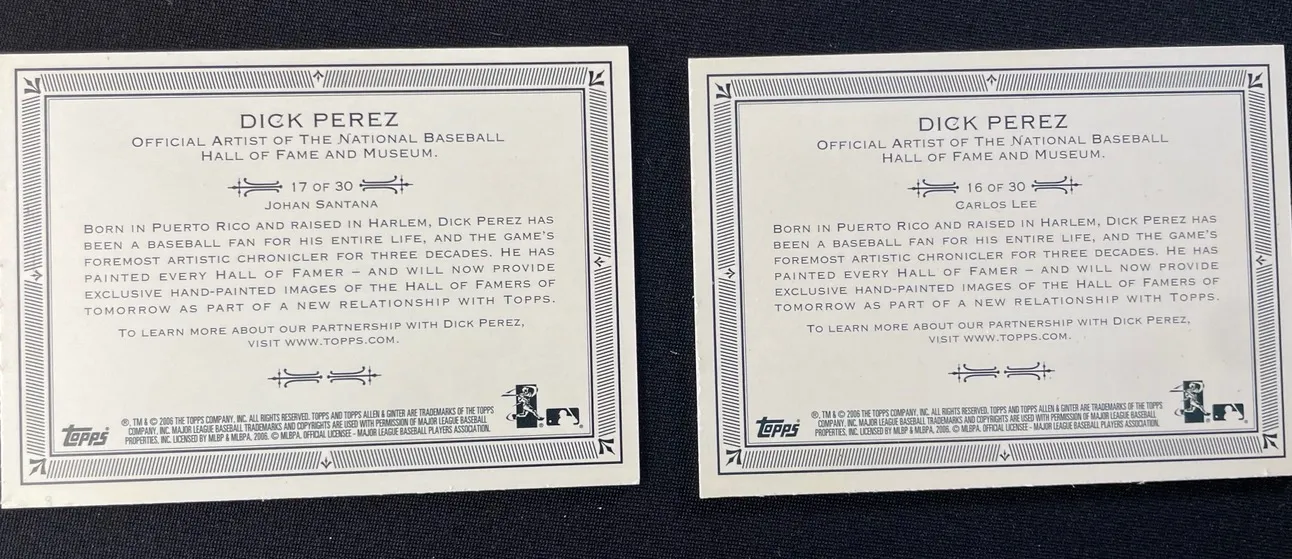 DICK PEREZ
OFFICIAL ARTIST OF THE NATIONAL BASEBALL
HALL OF FAME AND MUSEUM.
17 OF 30
JOHAN SANTANA
BORN IN PUERTO RICO AND RAISED IN HARLEM, DICK PEREZ HAS
BEEN A BASEBALL FAN FOR HIS ENTIRE LIFE, AND THE GAME'S
FOREMOST ARTISTIC CHRONICLER FOR THREE DECADES. HE HAS
PAINTED EVERY HALL OF FAMER – AND WILL NOW PROVIDE
EXCLUSIVE HAND-PAINTED IMAGES OF THE HALL OF FAMERS OF
TOMORROW AS PART OF A NEW RELATIONSHIP WITH TOPPS.
TO LEARN MORE ABOUT OUR PARTNERSHIP WITH DICK PEREZ,
VISIT WWW.TOPPS.COM.
Topps
®, TM & © 2006 THE TOPPS COMPANY, INC. ALL RIGHTS RESERVED. TOPPS AND TOPPS ALLEN & GINTER ARE TRADEMARKS OF THE TOPPS
COMPANY, INC. MAJOR LEAGUE BASEBALL TRADEMARKS AND COPYRIGHTS ARE USED WITH PERMISSION OF MAJOR LEAGUE BASEBALL
PROPERTIES, INC. LICENSED BY MLBP & MLBPA, 2006. © MLBPA, OFFICIAL LICENSEE - MAJOR LEAGUE BASEBALL PLAYERS ASSOCIATION.
DICK PEREZ
OFFICIAL ARTIST OF THE NATIONAL BASEBALL
HALL OF FAME AND MUSEUM.
16 OF 30
CARLOS LEE
BORN IN PUERTO RICO AND RAISED IN HARLEM, DICK PEREZ HAS
BEEN A BASEBALL FAN FOR HIS ENTIRE LIFE, AND THE GAME'S
FOREMOST ARTISTIC CHRONICLER FOR THREE DECADES. HE HAS
PAINTED EVERY HALL OF FAMER – AND WILL NOW PROVIDE
EXCLUSIVE HAND-PAINTED IMAGES OF THE HALL OF FAMERS OF
TOMORROW AS PART OF A NEW RELATIONSHIP WITH TOPPS.
TO LEARN MORE ABOUT OUR PARTNERSHIP WITH DICK PEREZ,
VISIT WWW.TOPPS.COM.
Topps
®, TM & © 2006 THE TOPPS COMPANY, INC. ALL RIGHTS RESERVED. TOPPS AND TOPPS ALLEN & GINTER ARE TRADEMARKS OF THE TOPPS
COMPANY, INC. MAJOR LEAGUE BASEBALL TRADEMARKS AND COPYRIGHTS ARE USED WITH PERMISSION OF MAJOR LEAGUE BASEBALL
PROPERTIES, INC. LICENSED BY MLBP & MLBPA, 2006. © MLBPA, OFFICIAL LICENSEE - MAJOR LEAGUE BASEBALL PLAYERS ASSOCIATION.